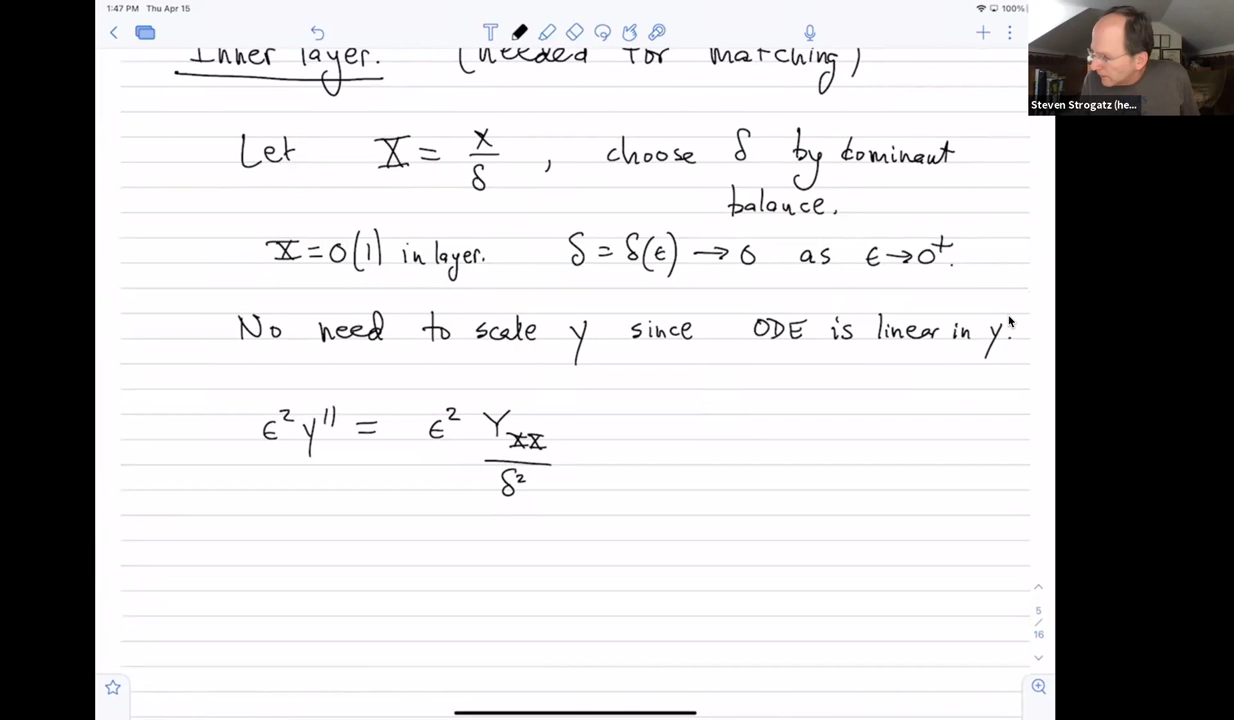 1:47 PM Thu Apr 15
100%
Inner layer. (needed for matching)
Steven Strogatz (he...
Let X = x/δ , choose δ by dominant
balance.
X = O(1) in layer. δ = δ(ϵ) → 0 as ϵ → 0⁺.
No need to scale y since ODE is linear in y.
ϵ² y'' = ϵ² Y_XX / δ²
5
/
16